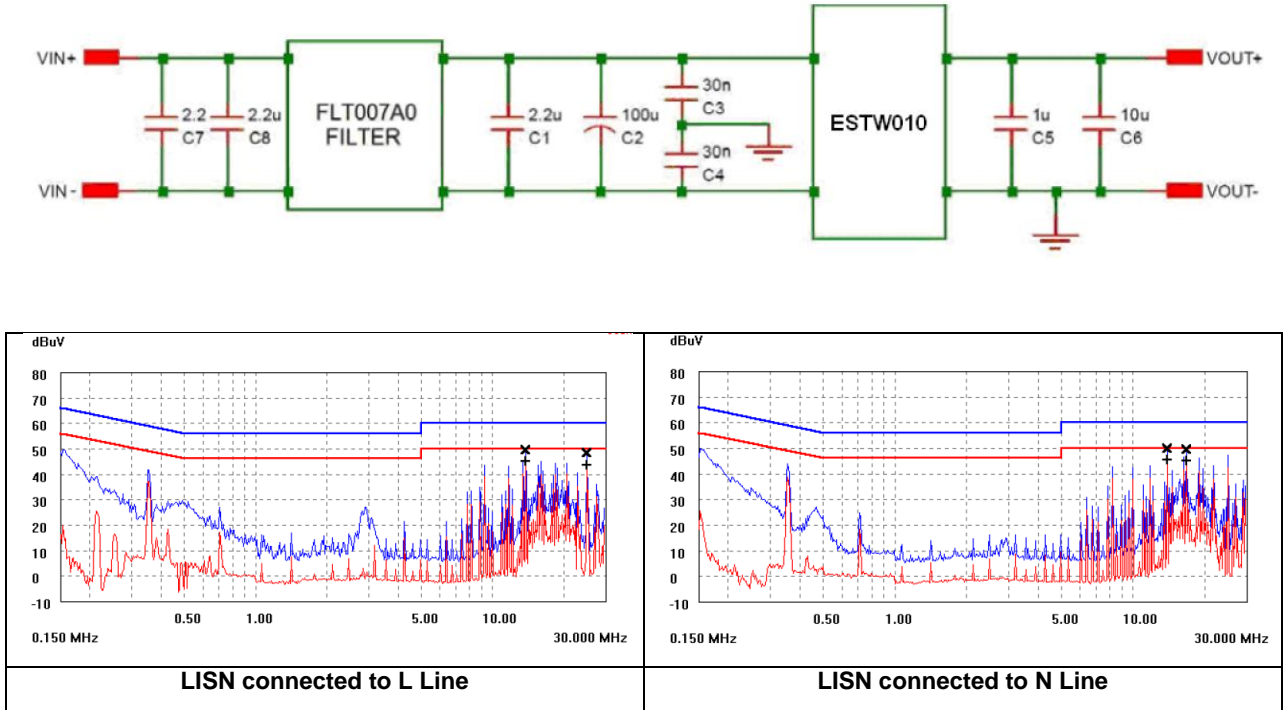 VIN+
VIN -
2.2
C7
2.2u
C8
FLT007A0
FILTER
2.2u
C1
100u
C2
30n
C3
30n
C4
ESTW010
1u
C5
10u
C6
VOUT+
VOUT-
dBuV
80
70
60
50
40
30
20
10
0
-10
0.50 1.00 5.00 10.00
0.150 MHz 30.000 MHz
dBuV
80
70
60
50
40
30
20
10
0
-10
0.50 1.00 5.00 10.00
0.150 MHz 30.000 MHz
LISN connected to L Line
LISN connected to N Line